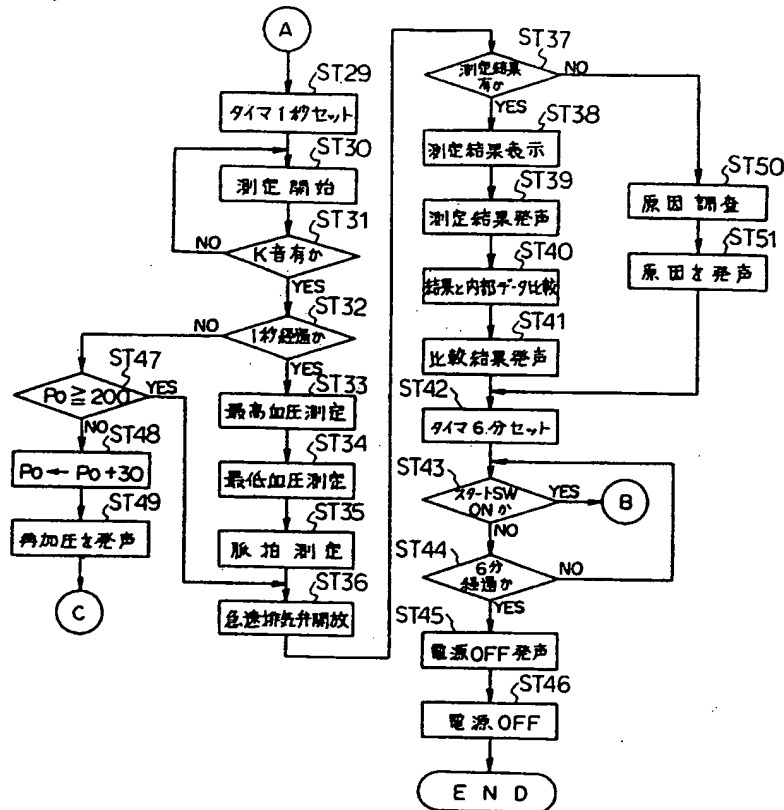 A
ST29
タイマ1秒セット
ST30
測定開始
ST31
K音有か
NO
YES
ST32
1秒経過か
NO
YES
ST47
Po≧200
YES
NO
ST48
Po←Po+30
ST49
再加圧を発声
C
ST33
最高血圧測定
ST34
最低血圧測定
ST35
脈拍測定
ST36
急速排気弁開放
ST37
測定結果
有か
NO
YES
ST38
測定結果表示
ST39
測定結果発声
ST40
結果と内部データ比較
ST41
比較結果発声
ST50
原因調査
ST51
原因を発声
ST42
タイマ6分セット
ST43
スタートSW
ONか
YES
B
NO
ST44
6分
経過か
NO
YES
ST45
電源OFF発声
ST46
電源OFF
END